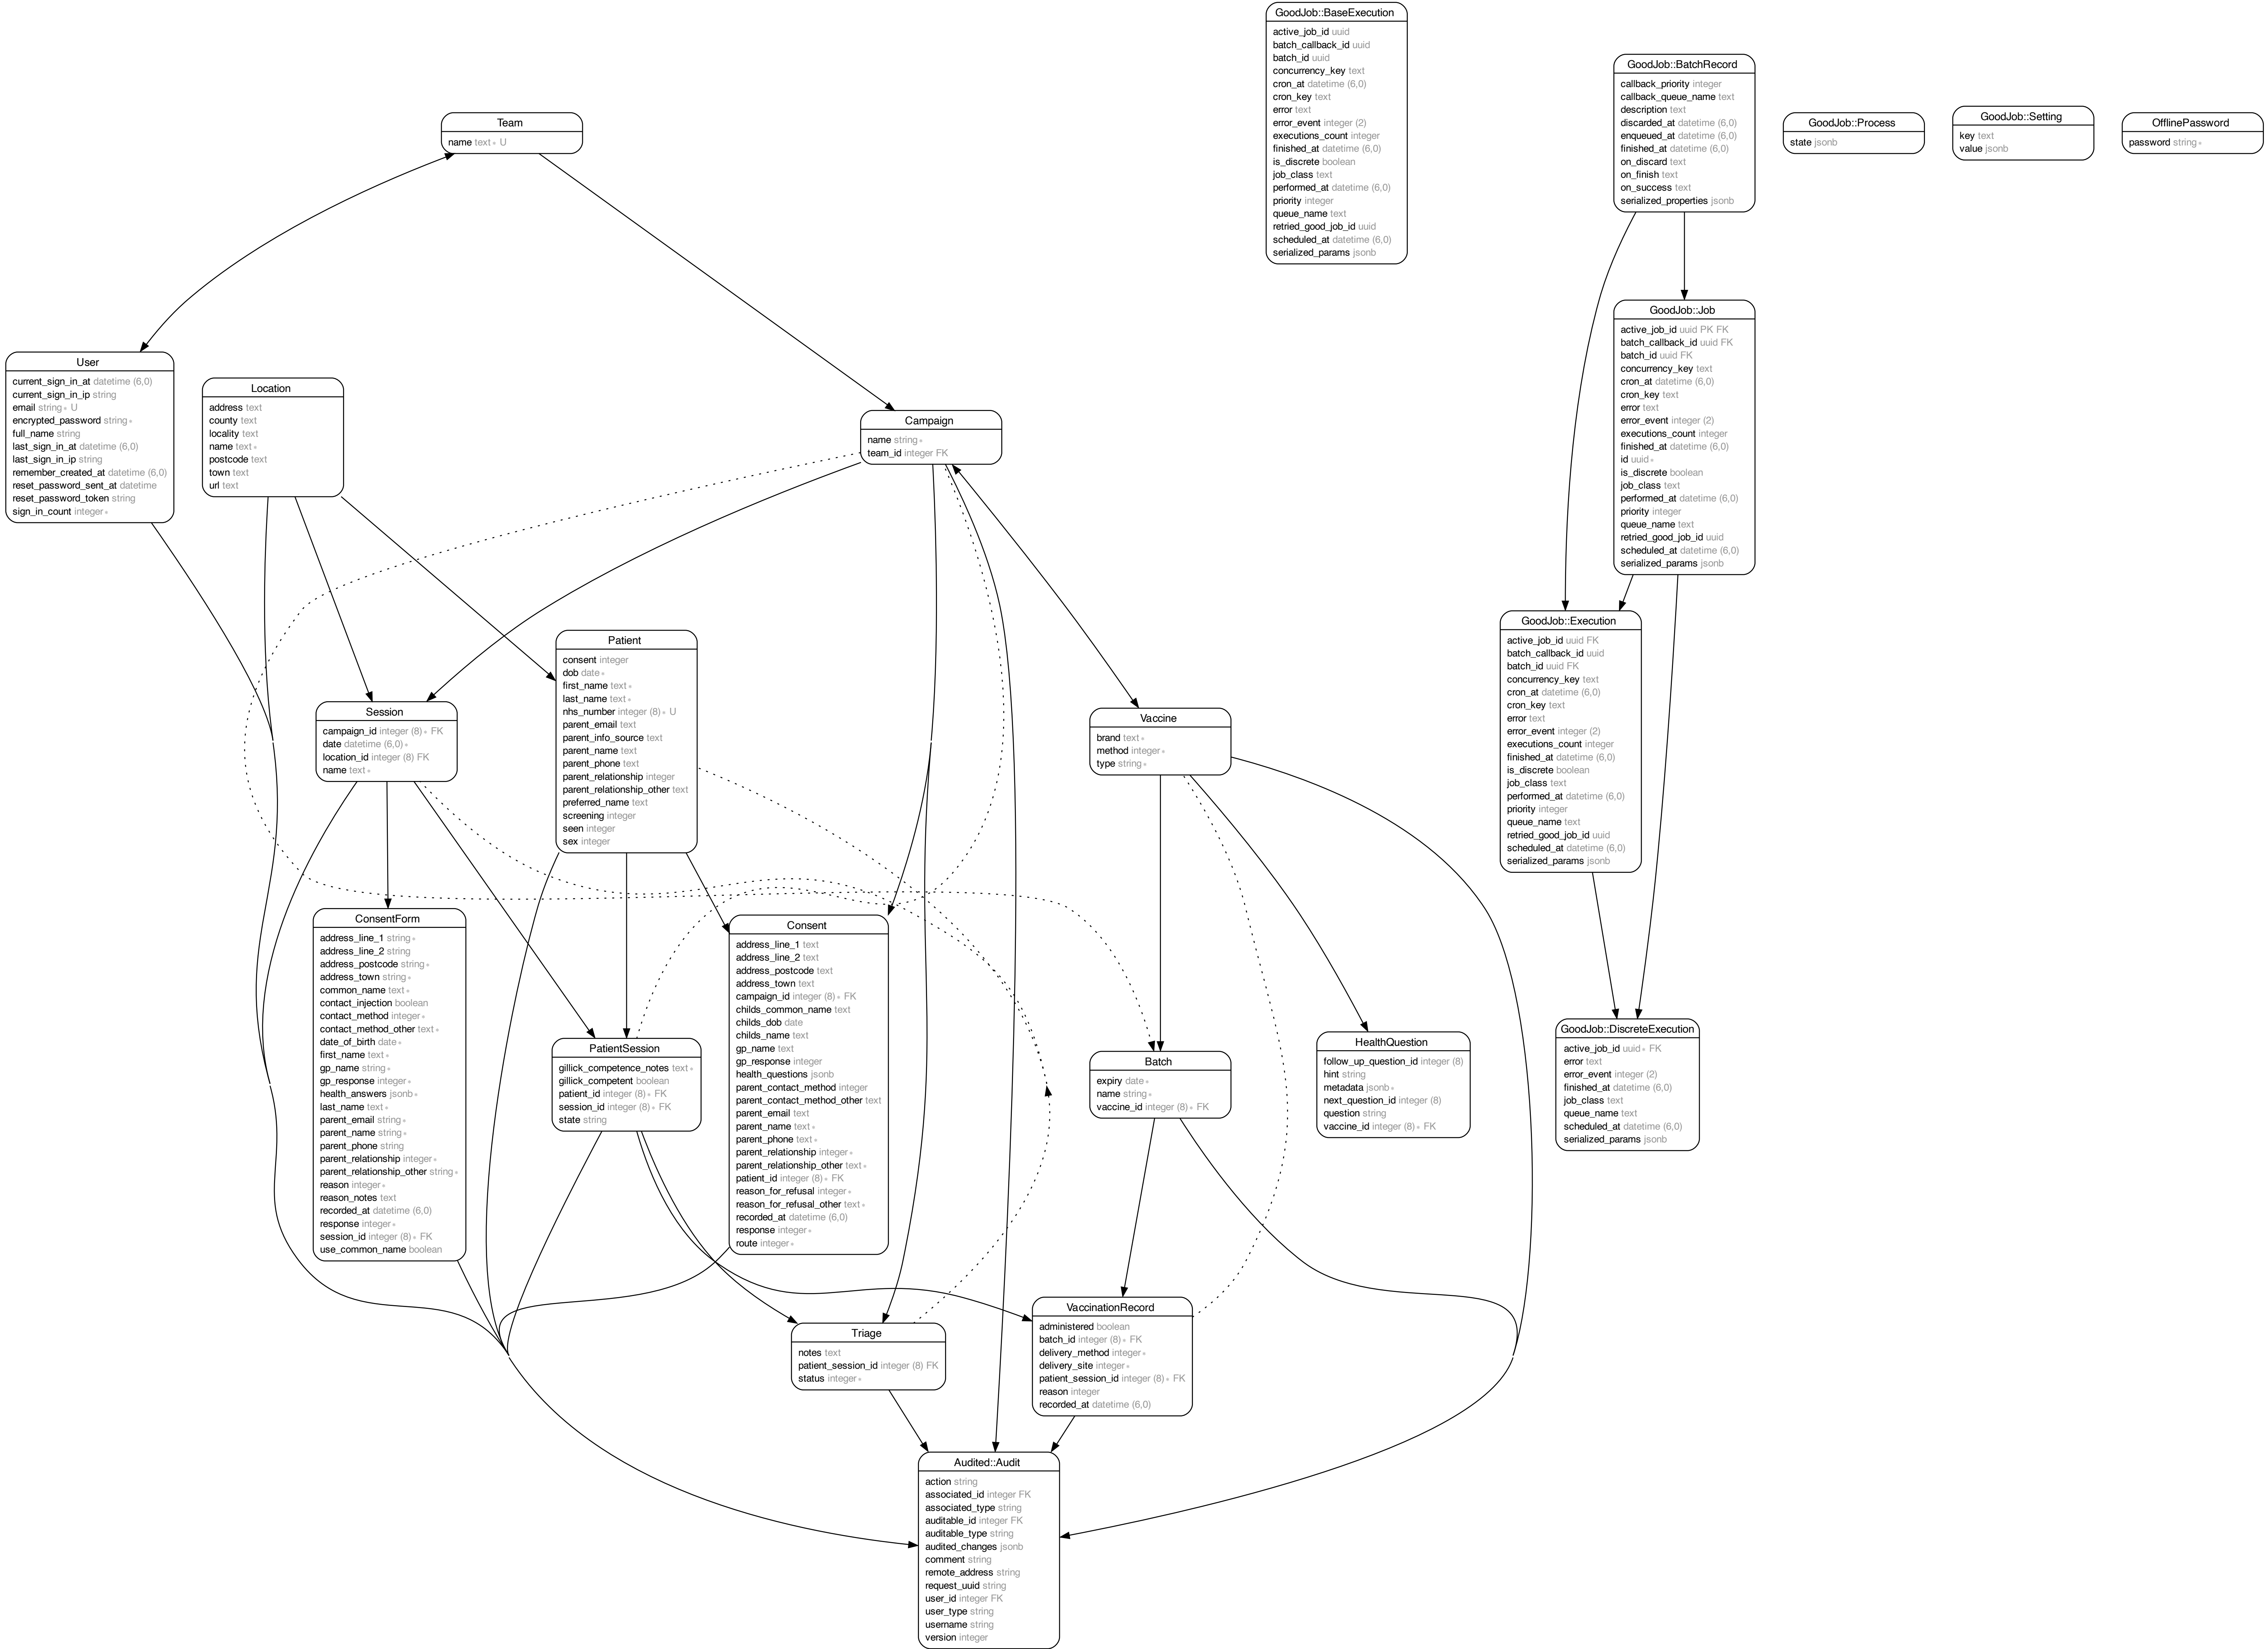 GoodJob::BaseExecution
active_job_id uuid
batch_callback_id uuid
batch_id uuid
concurrency_key text
cron_at datetime (6,0)
cron_key text
error text
error_event integer (2)
executions_count integer
finished_at datetime (6,0)
is_discrete boolean
job_class text
performed_at datetime (6,0)
priority integer
queue_name text
retried_good_job_id uuid
scheduled_at datetime (6,0)
serialized_params jsonb
GoodJob::BatchRecord
callback_priority integer
callback_queue_name text
description text
discarded_at datetime (6,0)
enqueued_at datetime (6,0)
finished_at datetime (6,0)
on_discard text
on_finish text
on_success text
serialized_properties jsonb
GoodJob::Process
state jsonb
GoodJob::Setting
key text
value jsonb
OfflinePassword
password string∗
Team
name text∗ U
GoodJob::Job
active_job_id uuid PK FK
batch_callback_id uuid FK
batch_id uuid FK
concurrency_key text
cron_at datetime (6,0)
cron_key text
error text
error_event integer (2)
executions_count integer
finished_at datetime (6,0)
id uuid∗
is_discrete boolean
job_class text
performed_at datetime (6,0)
priority integer
queue_name text
retried_good_job_id uuid
scheduled_at datetime (6,0)
serialized_params jsonb
User
current_sign_in_at datetime (6,0)
current_sign_in_ip string
email string∗ U
encrypted_password string∗
full_name string
last_sign_in_at datetime (6,0)
last_sign_in_ip string
remember_created_at datetime (6,0)
reset_password_sent_at datetime
reset_password_token string
sign_in_count integer∗
Location
address text
county text
locality text
name text∗
postcode text
town text
url text
Campaign
name string∗
team_id integer FK
GoodJob::Execution
active_job_id uuid FK
batch_callback_id uuid
batch_id uuid FK
concurrency_key text
cron_at datetime (6,0)
cron_key text
error text
error_event integer (2)
executions_count integer
finished_at datetime (6,0)
is_discrete boolean
job_class text
performed_at datetime (6,0)
priority integer
queue_name text
retried_good_job_id uuid
scheduled_at datetime (6,0)
serialized_params jsonb
Patient
consent integer
dob date∗
first_name text∗
last_name text∗
nhs_number integer (8)∗ U
parent_email text
parent_info_source text
parent_name text
parent_phone text
parent_relationship integer
parent_relationship_other text
preferred_name text
screening integer
seen integer
sex integer
Session
campaign_id integer (8)∗ FK
date datetime (6,0)∗
location_id integer (8) FK
name text∗
Vaccine
brand text∗
method integer∗
type string∗
ConsentForm
address_line_1 string∗
address_line_2 string
address_postcode string∗
address_town string∗
common_name text∗
contact_injection boolean
contact_method integer∗
contact_method_other text∗
date_of_birth date∗
first_name text∗
gp_name string∗
gp_response integer∗
health_answers jsonb∗
last_name text∗
parent_email string∗
parent_name string∗
parent_phone string
parent_relationship integer∗
parent_relationship_other string∗
reason integer∗
reason_notes text
recorded_at datetime (6,0)
response integer∗
session_id integer (8)∗ FK
use_common_name boolean
Consent
address_line_1 text
address_line_2 text
address_postcode text
address_town text
campaign_id integer (8)∗ FK
childs_common_name text
childs_dob date
childs_name text
gp_name text
gp_response integer
health_questions jsonb
parent_contact_method integer
parent_contact_method_other text
parent_email text
parent_name text∗
parent_phone text∗
parent_relationship integer∗
parent_relationship_other text∗
patient_id integer (8)∗ FK
reason_for_refusal integer∗
reason_for_refusal_other text∗
recorded_at datetime (6,0)
response integer∗
route integer∗
PatientSession
gillick_competence_notes text∗
gillick_competent boolean
patient_id integer (8)∗ FK
session_id integer (8)∗ FK
state string
Batch
expiry date∗
name string∗
vaccine_id integer (8)∗ FK
HealthQuestion
follow_up_question_id integer (8)
hint string
metadata jsonb∗
next_question_id integer (8)
question string
vaccine_id integer (8)∗ FK
GoodJob::DiscreteExecution
active_job_id uuid∗ FK
error text
error_event integer (2)
finished_at datetime (6,0)
job_class text
queue_name text
scheduled_at datetime (6,0)
serialized_params jsonb
Triage
notes text
patient_session_id integer (8) FK
status integer∗
VaccinationRecord
administered boolean
batch_id integer (8)∗ FK
delivery_method integer∗
delivery_site integer∗
patient_session_id integer (8)∗ FK
reason integer
recorded_at datetime (6,0)
Audited::Audit
action string
associated_id integer FK
associated_type string
auditable_id integer FK
auditable_type string
audited_changes jsonb
comment string
remote_address string
request_uuid string
user_id integer FK
user_type string
username string
version integer